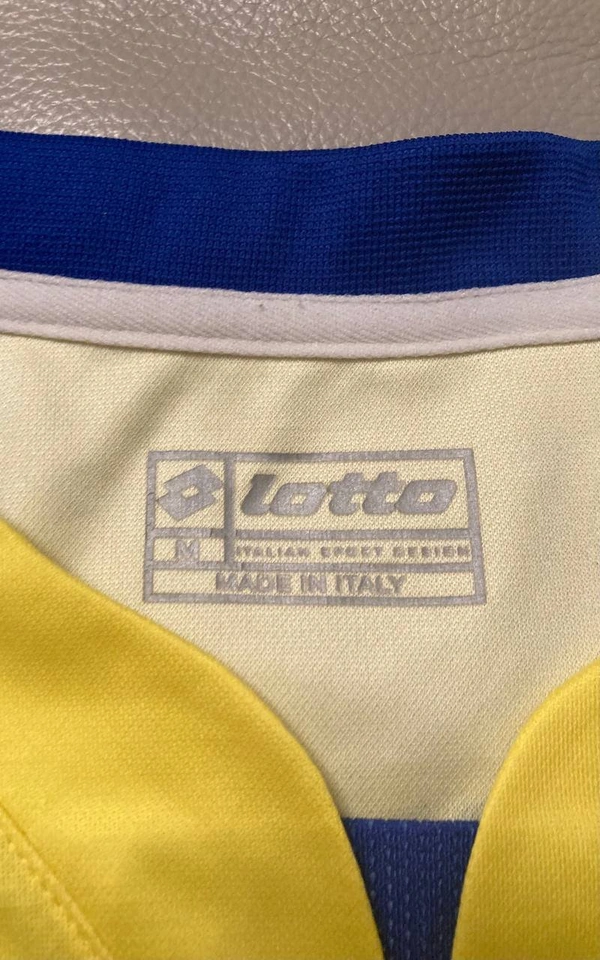 lotto
M
ITALIAN SPORT DESIGN
MADE IN ITALY